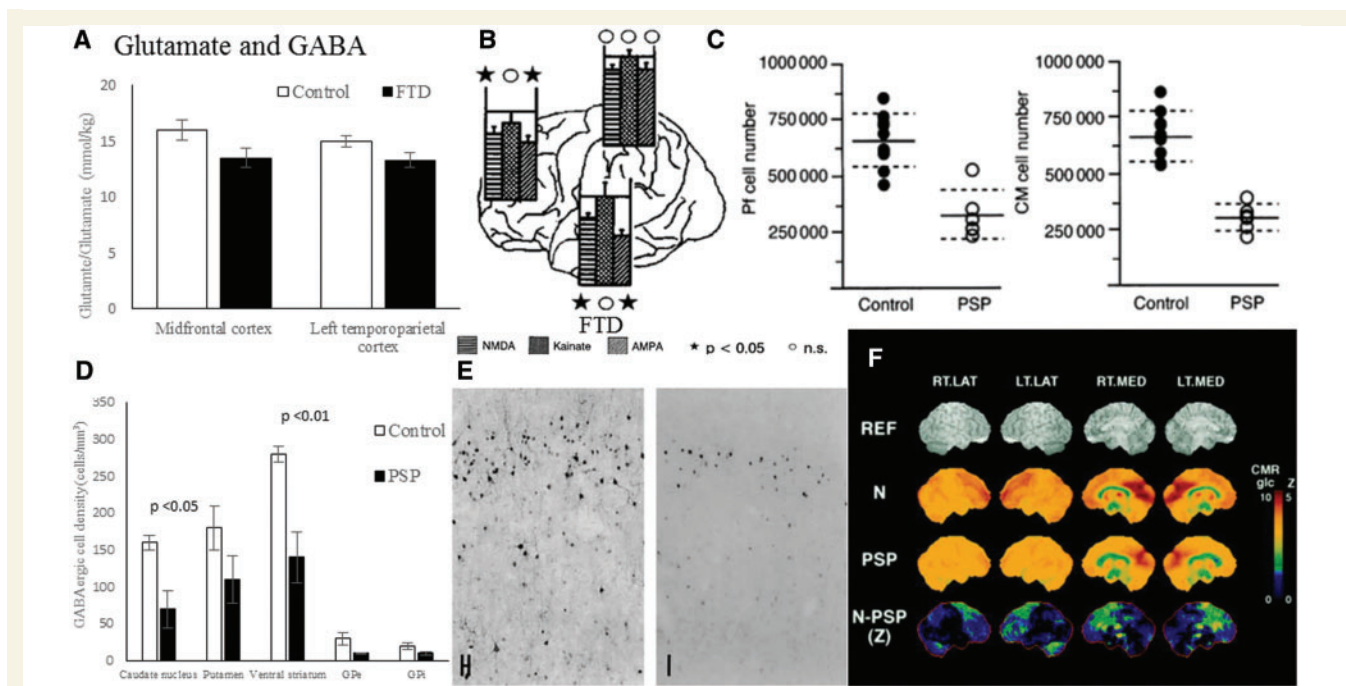 A Glutamate and GABA
Glutamte/Glutamate (mmol/kg)
20
15
10
5
0
Control FTD
Midfrontal cortex Left temporoparietal
cortex
B
FTD
NMDA Kainate AMPA ★ p < 0.05 ○ n.s.
C
Pf cell number
1000 000
750 000
500 000
250 000
Control PSP
CM cell number
1000 000
750 000
500 000
250 000
Control PSP
D
GABAergic cell density(cells/mm³)
350
300
250
200
150
100
50
0
p <0.05
p <0.01
Control
PSP
Caudate nucleus Putamen Ventral striatum GPe GPi
E
H
I
F
RT.LAT LT.LAT RT.MED LT.MED
REF
N
PSP
N-PSP
(Z)
CMR
glc Z
10 5
0 0